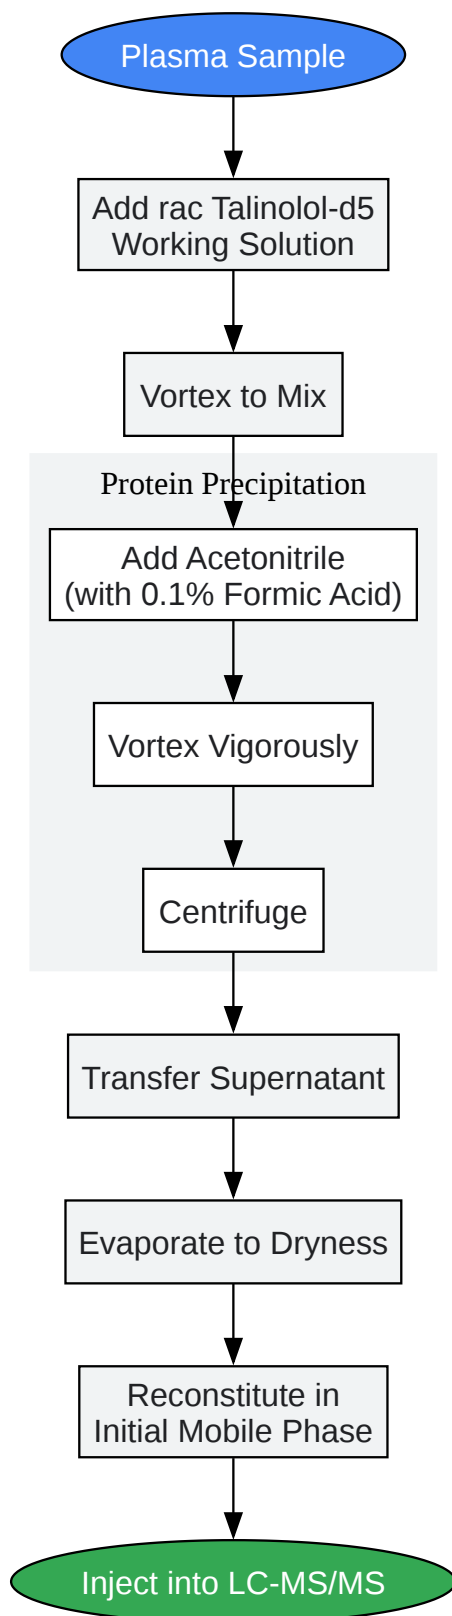 Plasma Sample
Add rac Talinolol-d5
Working Solution
Vortex to Mix
Protein Precipitation
Add Acetonitrile
(with 0.1% Formic Acid)
Vortex Vigorously
Centrifuge
Transfer Supernatant
Evaporate to Dryness
Reconstitute in
Initial Mobile Phase
Inject into LC-MS/MS